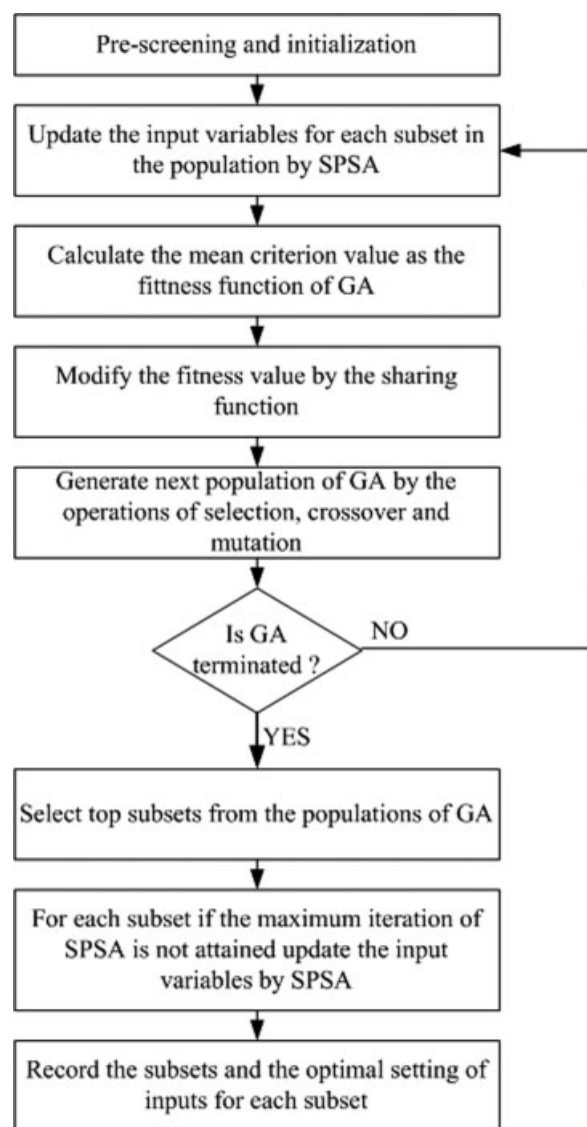 Pre-screening and initialization
Update the input variables for each subset in
the population by SPSA
Calculate the mean criterion value as the
fittness function of GA
Modify the fitness value by the sharing
function
Generate next population of GA by the
operations of selection, crossover and
mutation
Is GA
terminated ?
NO
YES
Select top subsets from the populations of GA
For each subset if the maximum iteration of
SPSA is not attained update the input
variables by SPSA
Record the subsets and the optimal setting of
inputs for each subset